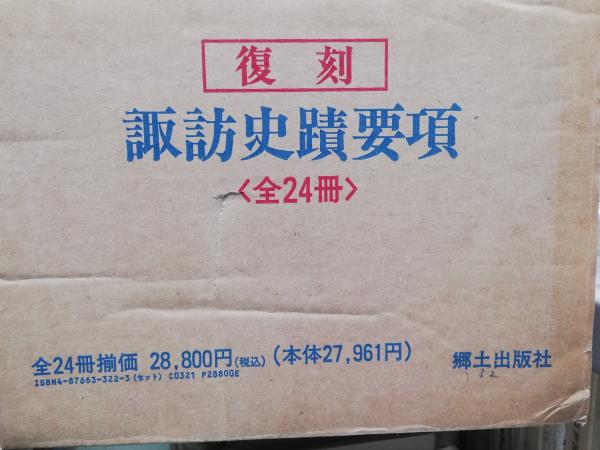 復刻
諏訪史蹟要項
〈全24冊〉
全24冊揃価 28,800円(税込) (本体27,961円) 郷土出版社
ISBN4-87663-322-3(セット) C0321 P28800E
52